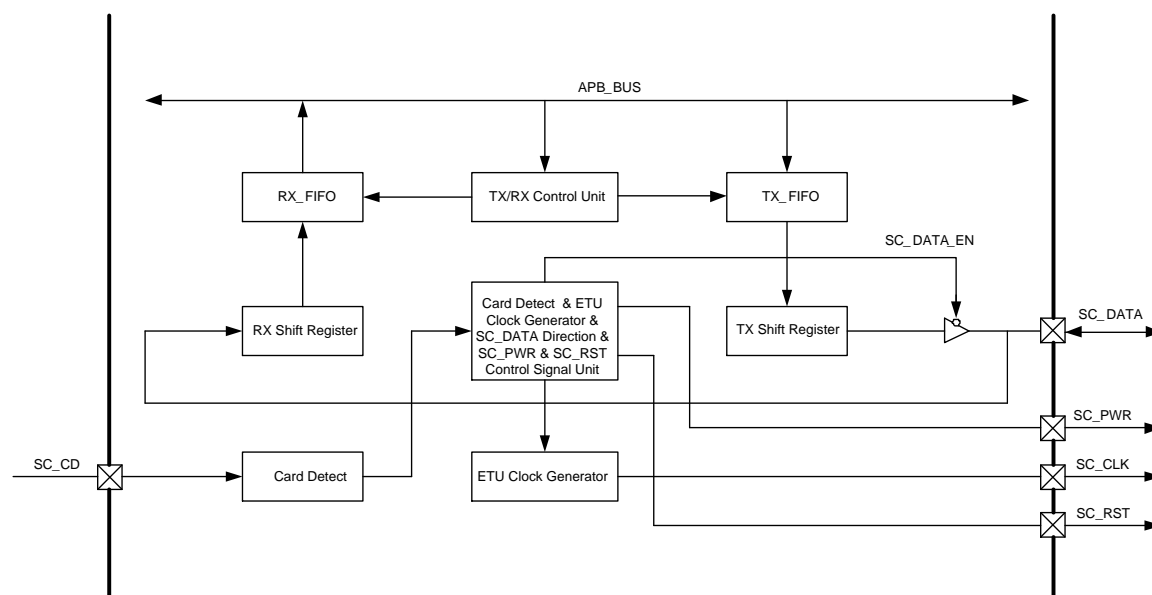 APB_BUS
RX_FIFO
TX/RX Control Unit
TX_FIFO
SC_DATA_EN
RX Shift Register
Card Detect & ETU
Clock Generator &
SC_DATA Direction &
SC_PWR & SC_RST
Control Signal Unit
TX Shift Register
SC_DATA
SC_PWR
SC_CD
Card Detect
ETU Clock Generator
SC_CLK
SC_RST